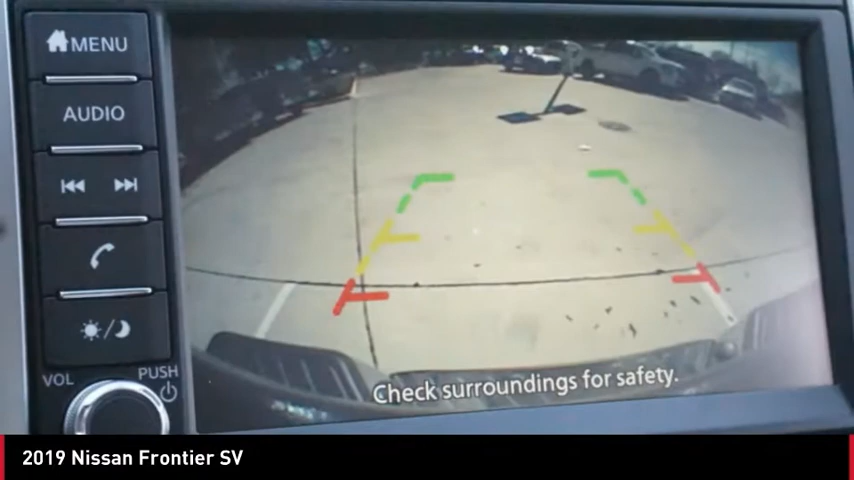 MENU
AUDIO
VOL
PUSH
Check surroundings for safety.
2019 Nissan Frontier SV